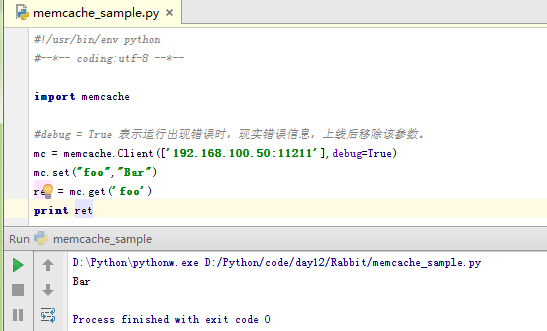 memcache_sample.py
#!/usr/bin/env python
#--*-- coding:utf-8 --*--
import memcache
#debug = True 表示运行出现错误时，现实错误信息，上线后移除该参数。
mc = memcache.Client(['192.168.100.50:11211'],debug=True)
mc.set("foo","Bar")
re = mc.get('foo')
print ret
Run memcache_sample
D:\Python\pythonw.exe D:/Python/code/day12/Rabbit/memcache_sample.py
Bar
Process finished with exit code 0